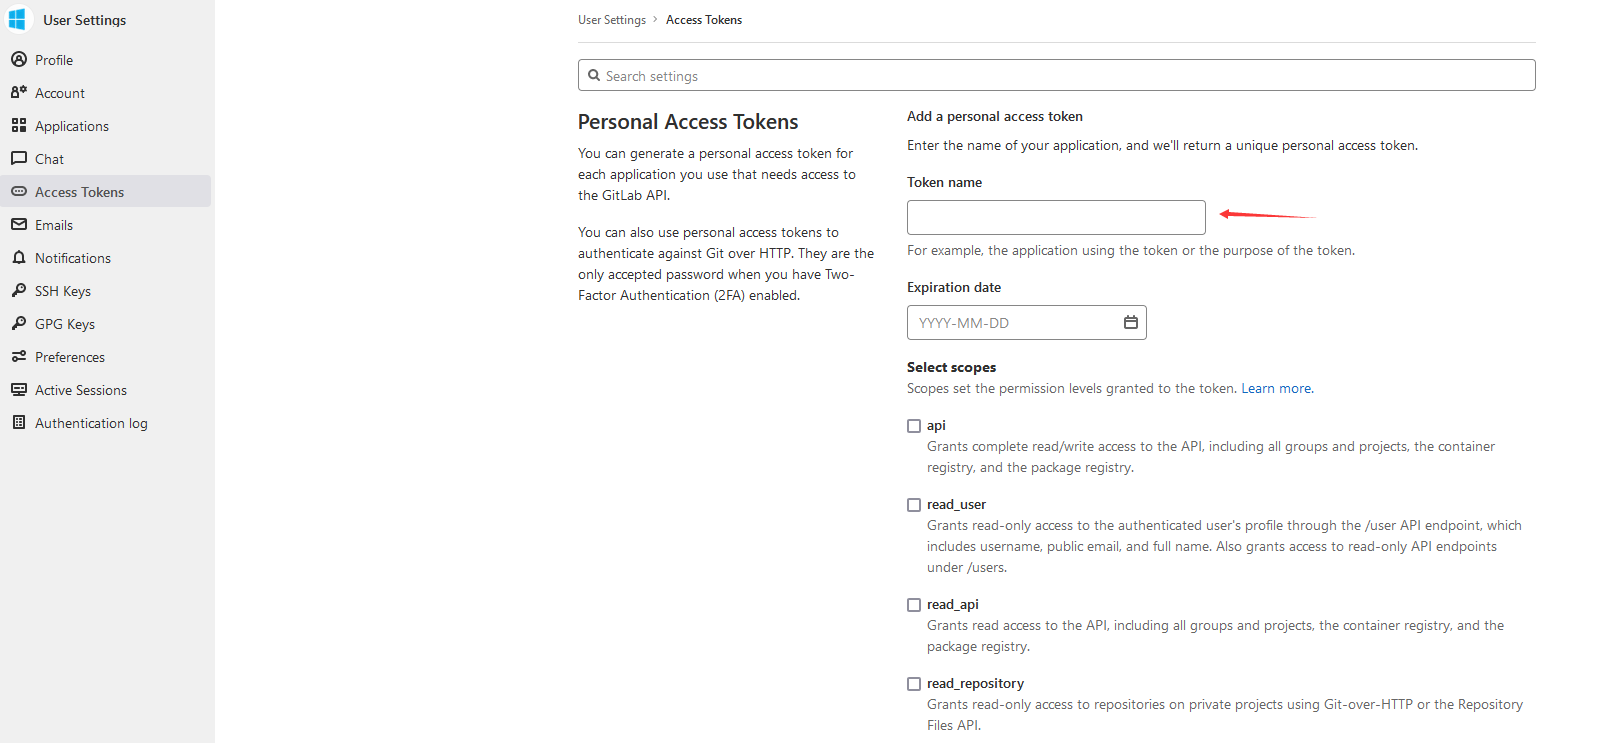 User Settings
Profile
Account
Applications
Chat
Access Tokens
Emails
Notifications
SSH Keys
GPG Keys
Preferences
Active Sessions
Authentication log
User Settings › Access Tokens
Search settings
Personal Access Tokens
You can generate a personal access token for
each application you use that needs access to
the GitLab API.
You can also use personal access tokens to
authenticate against Git over HTTP. They are the
only accepted password when you have Two-
Factor Authentication (2FA) enabled.
Add a personal access token
Enter the name of your application, and we'll return a unique personal access token.
Token name
For example, the application using the token or the purpose of the token.
Expiration date
YYYY-MM-DD
Select scopes
Scopes set the permission levels granted to the token. Learn more.
api
Grants complete read/write access to the API, including all groups and projects, the container
registry, and the package registry.
read_user
Grants read-only access to the authenticated user's profile through the /user API endpoint, which
includes username, public email, and full name. Also grants access to read-only API endpoints
under /users.
read_api
Grants read access to the API, including all groups and projects, the container registry, and the
package registry.
read_repository
Grants read-only access to repositories on private projects using Git-over-HTTP or the Repository
Files API.